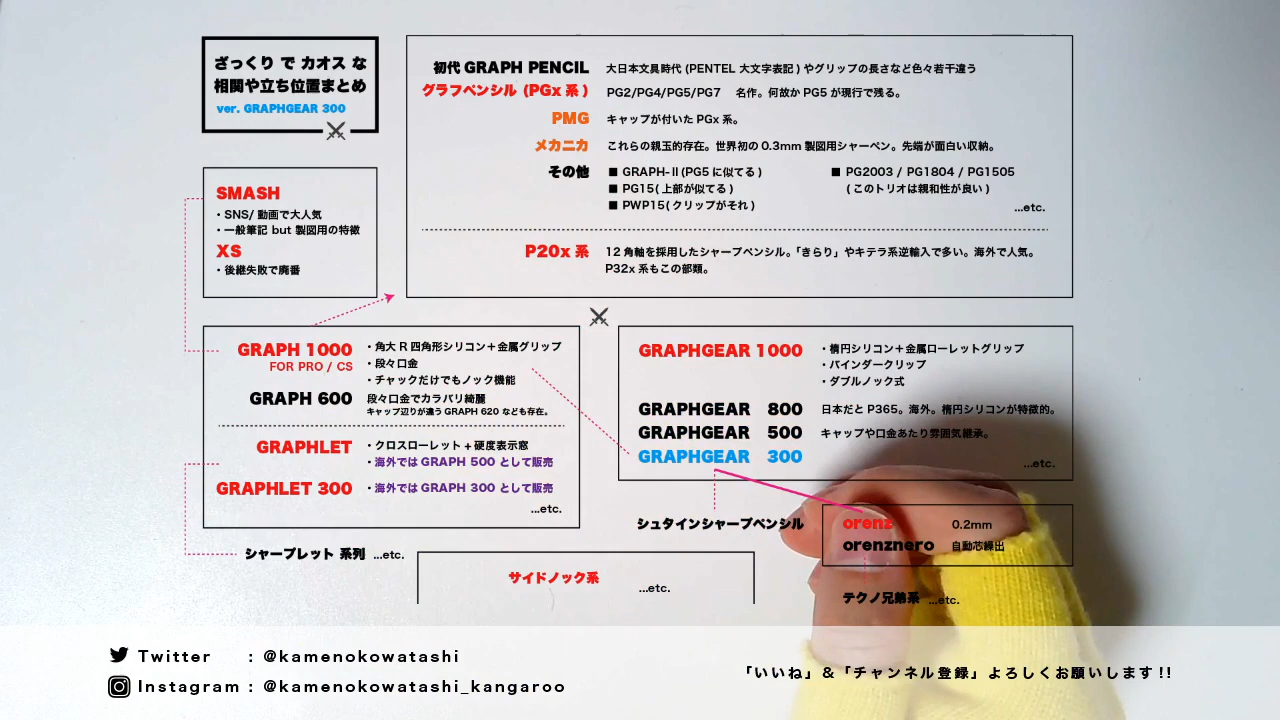 ざっくり で カオス な
相関や立ち位置まとめ
ver. GRAPHGEAR 300
初代 GRAPH PENCIL 大日本文具時代 (PENTEL 大文字表記 ) やグリップの長さなど色々若干違う
グラフペンシル (PGx 系 ) PG2/PG4/PG5/PG7 名作。何故か PG5 が現行で残る。
PMG キャップが付いた PGx 系。
メカニカ これらの親玉的存在。世界初の 0.3mm 製図用シャーペン。先端が面白い収納。
その他 ■ GRAPH-Ⅱ(PG5 に似てる ) ■ PG2003 / PG1804 / PG1505
■ PG15( 上部が似てる ) ( このトリオは親和性が良い )
■ PWP15( クリップがそれ )
...etc.
P20x 系 12 角軸を採用したシャープペンシル。「きらり」やキテラ系逆輸入で多い。海外で人気。
P32x 系もこの部類。
SMASH
・SNS/ 動画で大人気
・一般筆記 but 製図用の特徴
XS
・後継失敗で廃番
GRAPH 1000 ・角大 R 四角形シリコン＋金属グリップ
FOR PRO / CS ・段々口金
・チャックだけでもノック機能
GRAPH 600 段々口金でカラバリ綺麗
キャップ辺りが違う GRAPH 620 なども存在。
GRAPHLET ・クロスローレット + 硬度表示窓
・海外では GRAPH 500 として販売
GRAPHLET 300 ・海外では GRAPH 300 として販売
...etc.
GRAPHGEAR 1000 ・楕円シリコン＋金属ローレットグリップ
・バインダークリップ
・ダブルノック式
GRAPHGEAR 800 日本だと P365。海外。楕円シリコンが特徴的。
GRAPHGEAR 500 キャップや口金あたり雰囲気継承。
GRAPHGEAR 300
...etc.
シュタインシャープペンシル
orenz 0.2mm
orenznero 自動芯繰出
テクノ兄弟系 ...etc.
シャープレット 系列 ...etc.
サイドノック系
...etc.
Twitter : @kamenokowatashi
Instagram : @kamenokowatashi_kangaroo
「いいね」&「チャンネル登録」よろしくお願いします !!